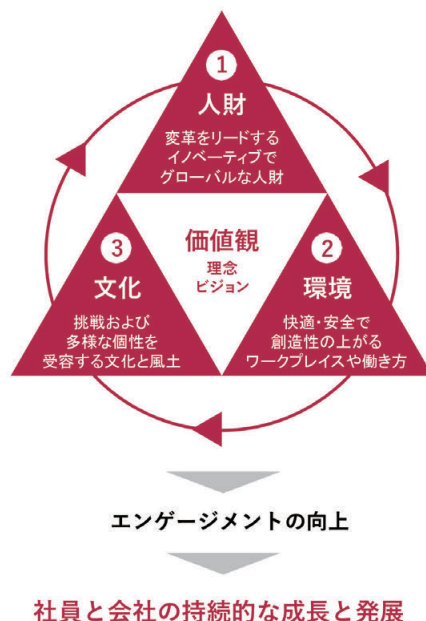 1
人財
変革をリードする
イノベーティブで
グローバルな人財
価値観
理念
ビジョン
2
環境
快適・安全で
創造性の上がる
ワークプレイスや働き方
3
文化
挑戦および
多様な個性を
受容する文化と風土
エンゲージメントの向上
社員と会社の持続的な成長と発展